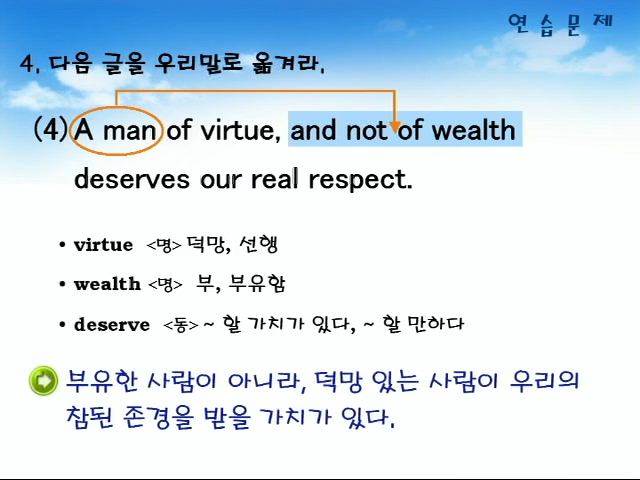 연 습 문 제
4. 다음 글을 우리말로 옮겨라.
(4) A man of virtue, and not of wealth
deserves our real respect.
• virtue <명> 덕망, 선행
• wealth <명> 부, 부유함
• deserve <동> ~ 할 가치가 있다, ~ 할 만하다
부유한 사람이 아니라, 덕망 있는 사람이 우리의
참된 존경을 받을 가치가 있다.